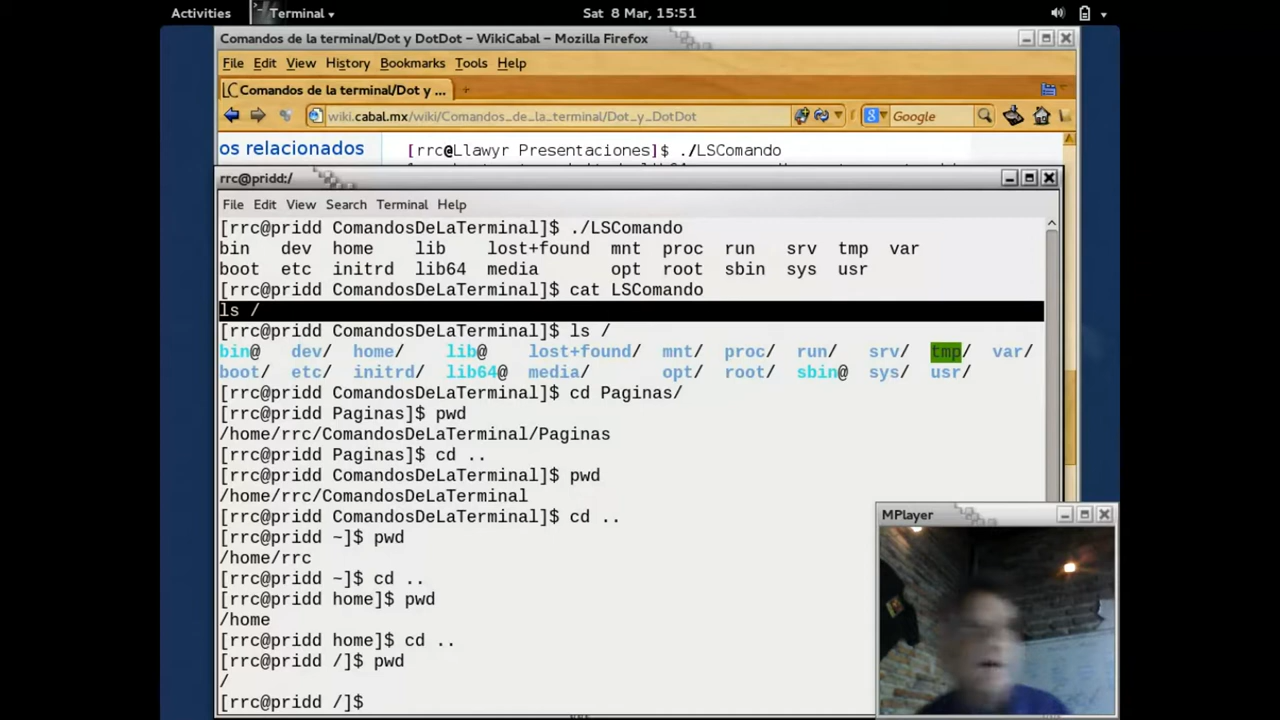 Activities Terminal Sat 8 Mar, 15:51
Comandos de la terminal/Dot y DotDot – WikiCabal – Mozilla Firefox
File Edit View History Bookmarks Tools Help
Comandos de la terminal/Dot y ...
wiki.cabal.mx/wiki/Comandos_de_la_terminal/Dot_y_DotDot Google
os relacionados [rrc@Llawyr Presentaciones]$ ./LSComando
rrc@pridd:/
File Edit View Search Terminal Help
[rrc@pridd ComandosDeLaTerminal]$ ./LSComando
bin dev home lib lost+found mnt proc run srv tmp var
boot etc initrd lib64 media opt root sbin sys usr
[rrc@pridd ComandosDeLaTerminal]$ cat LSComando
ls /
[rrc@pridd ComandosDeLaTerminal]$ ls /
bin@ dev/ home/ lib@ lost+found/ mnt/ proc/ run/ srv/ tmp/ var/
boot/ etc/ initrd/ lib64@ media/ opt/ root/ sbin@ sys/ usr/
[rrc@pridd ComandosDeLaTerminal]$ cd Paginas/
[rrc@pridd Paginas]$ pwd
/home/rrc/ComandosDeLaTerminal/Paginas
[rrc@pridd Paginas]$ cd ..
[rrc@pridd ComandosDeLaTerminal]$ pwd
/home/rrc/ComandosDeLaTerminal
[rrc@pridd ComandosDeLaTerminal]$ cd ..
[rrc@pridd ~]$ pwd
/home/rrc
[rrc@pridd ~]$ cd ..
[rrc@pridd home]$ pwd
/home
[rrc@pridd home]$ cd ..
[rrc@pridd /]$ pwd
/
[rrc@pridd /]$
MPlayer